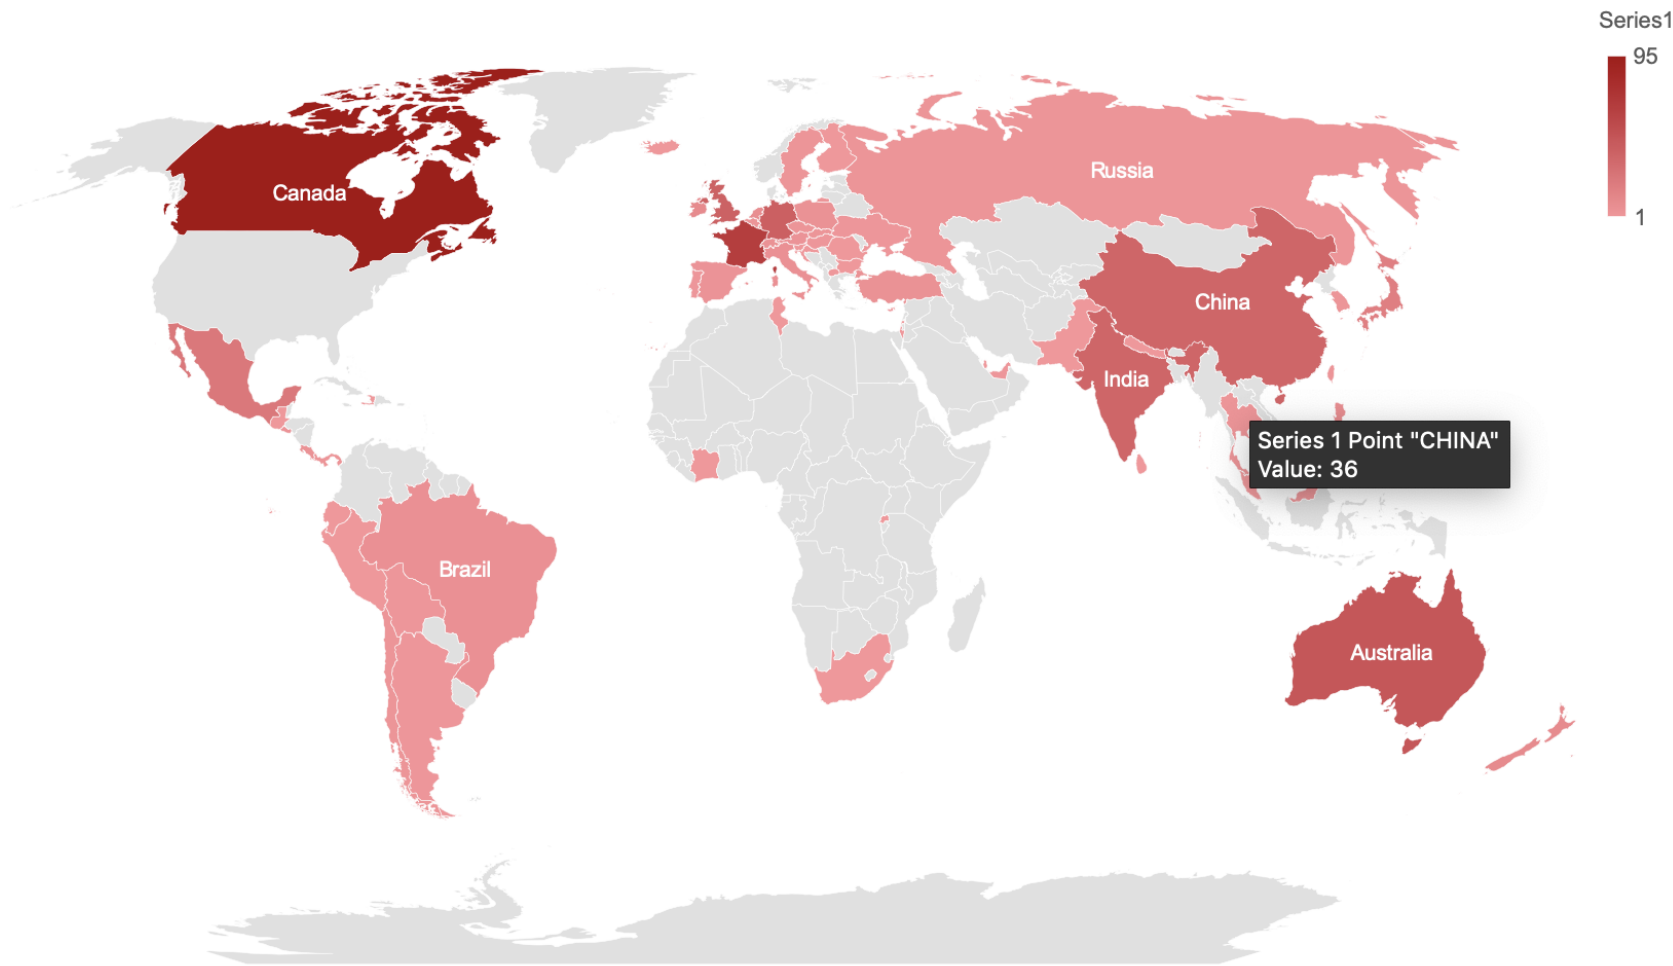 Series1
95
1
Canada
Russia
China
India
Series 1 Point "CHINA"
Value: 36
Brazil
Australia